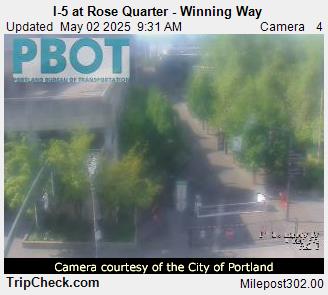 I-5 at Rose Quarter - Winning Way
Updated May 02 2025 9:31 AM Camera 4
PBOT
PORTLAND BUREAU OF TRANSPORTATION
Camera courtesy of the City of Portland
TripCheck.com Milepost302.00